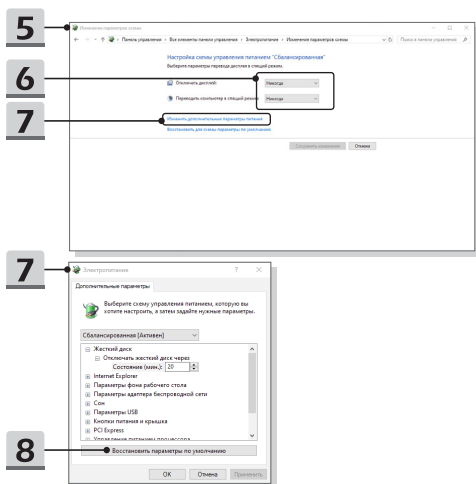 5
Изменение параметров схемы
Панель управления > Все элементы панели управления > Электропитание > Изменение параметров схемы
Поиск в панели управления
Настройка схемы управления питанием "Сбалансированная"
Выберите параметры перевода дисплея в спящий режим.
6
Отключать дисплей: Никогда
Переводить компьютер в спящий режим: Никогда
7
Изменить дополнительные параметры питания
Восстановить для схемы параметры по умолчанию
Сохранить изменения Отмена
7
Электропитание ? ×
Дополнительные параметры
Выберите схему управления питанием, которую вы
хотите настроить, а затем задайте нужные параметры.
Сбалансированная [Активен]
Жесткий диск
Отключать жесткий диск через
Состояние (мин.): 20
Internet Explorer
Параметры фона рабочего стола
Параметры адаптера беспроводной сети
Сон
Параметры USB
Кнопки питания и крышка
PCI Express
Управление питанием процессора
8
Восстановить параметры по умолчанию
ОК Отмена Применить